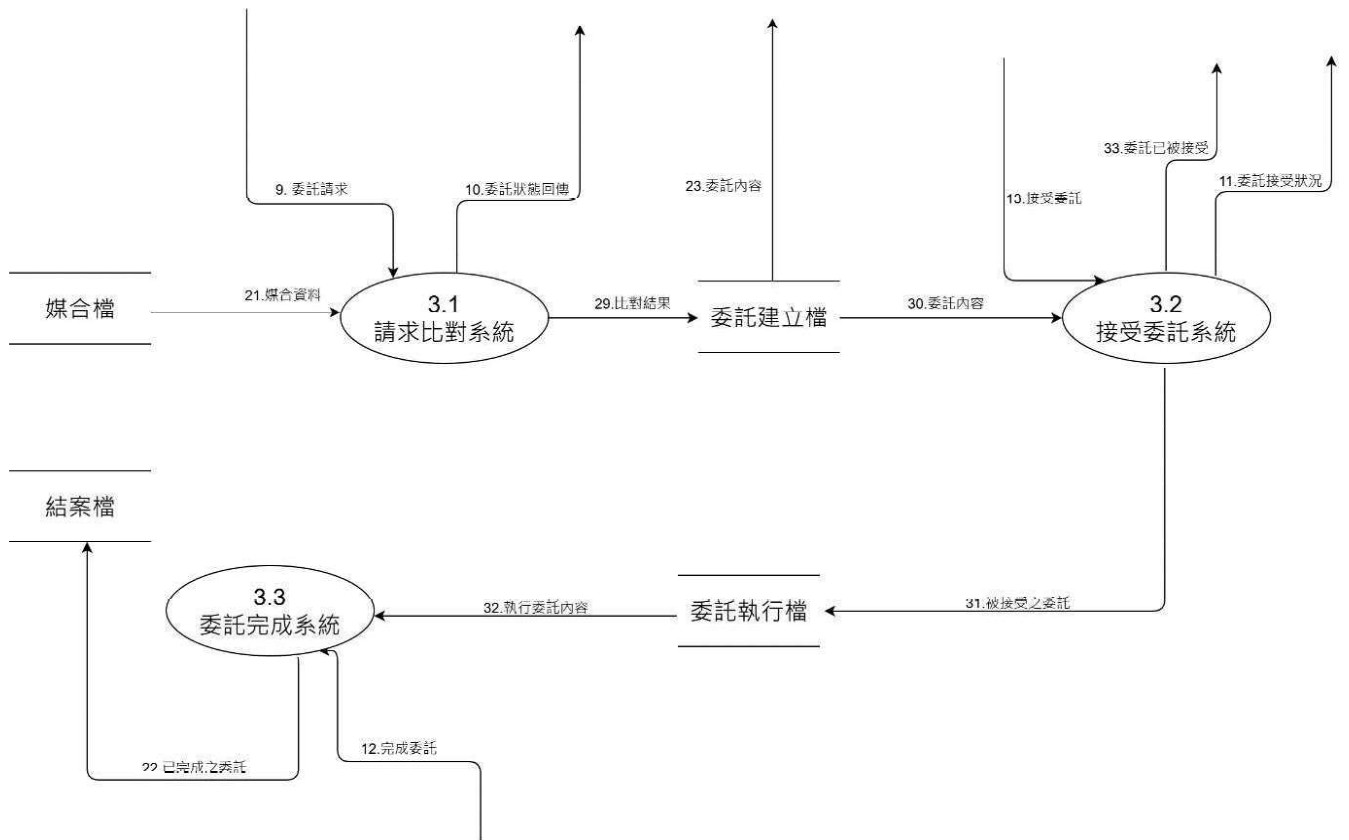 33.委託已被接受
11.委託接受狀況
9. 委託請求
10.委託狀態回傳
23.委託內容
13.接受委託
媒合檔
21.媒合資料
3.1
請求比對系統
29.比對結果
委託建立檔
30.委託內容
3.2
接受委託系統
結案檔
3.3
委託完成系統
32.執行委託內容
委託執行檔
31.被接受之委託
12.完成委託
22.已完成之委託